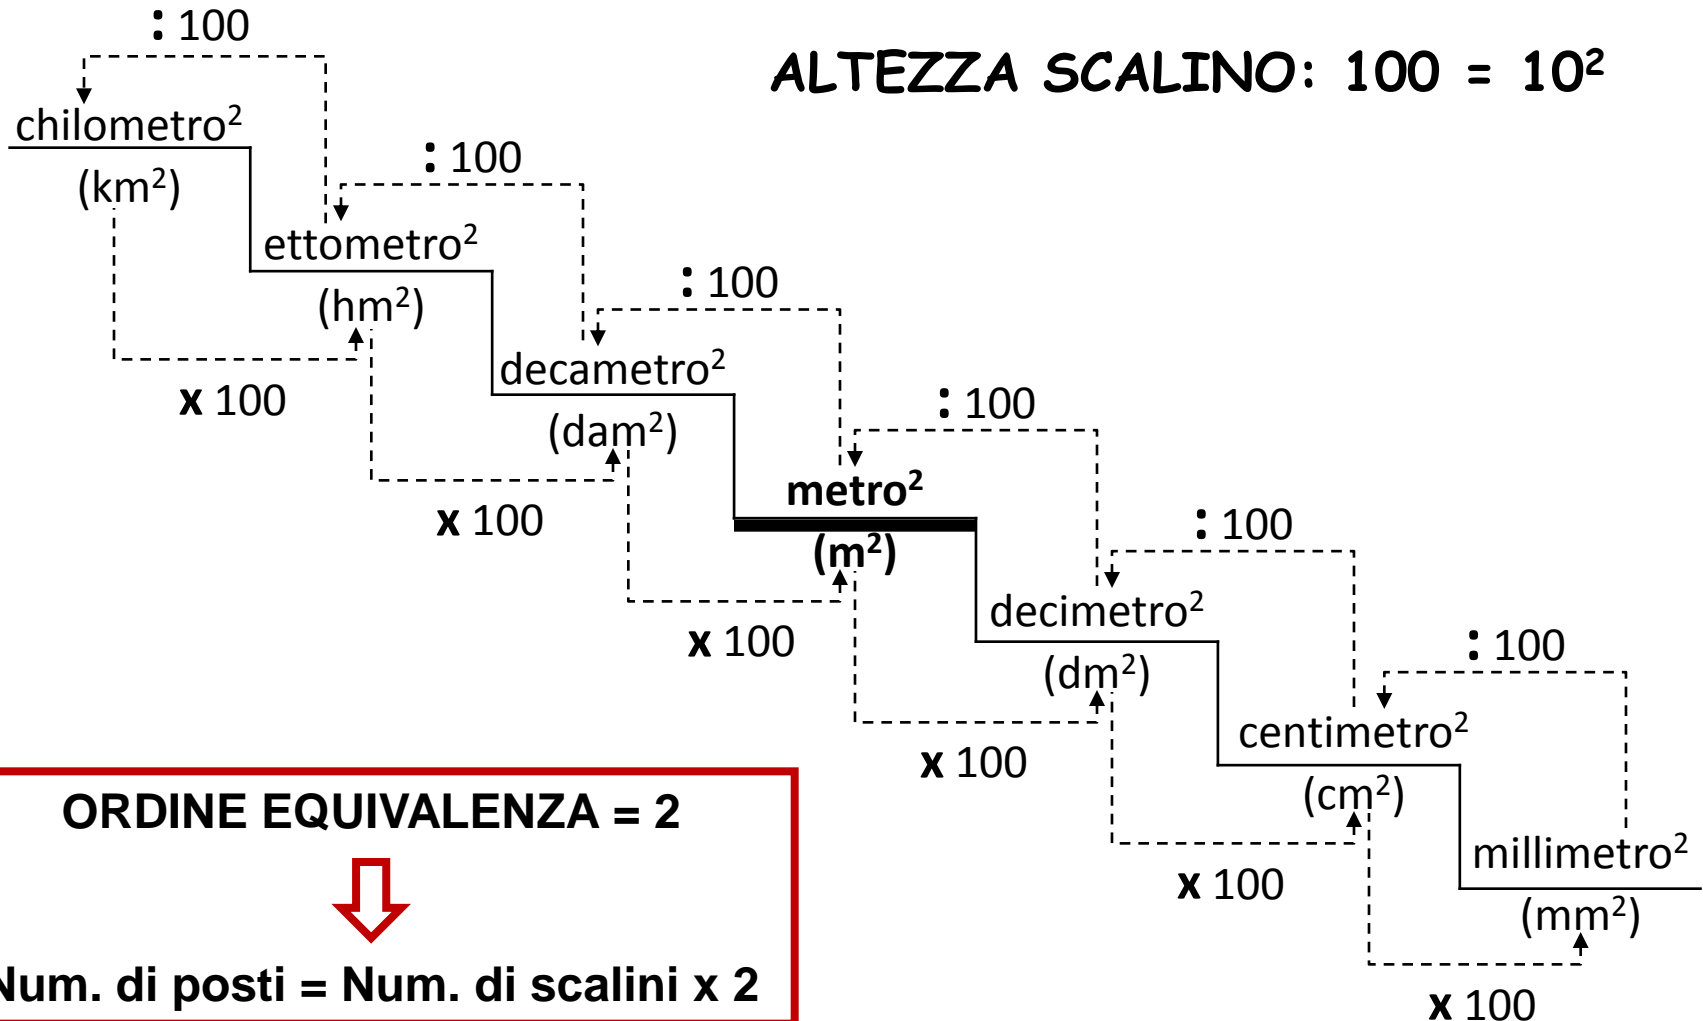 : 100
ALTEZZA SCALINO: 100 = 10²
chilometro²
(km²)
: 100
ettometro²
(hm²)
: 100
x 100
decametro²
(dam²)
: 100
x 100
metro²
(m²)
: 100
x 100
decimetro²
(dm²)
: 100
x 100
centimetro²
(cm²)
x 100
millimetro²
(mm²)
x 100
ORDINE EQUIVALENZA = 2
Num. di posti = Num. di scalini x 2